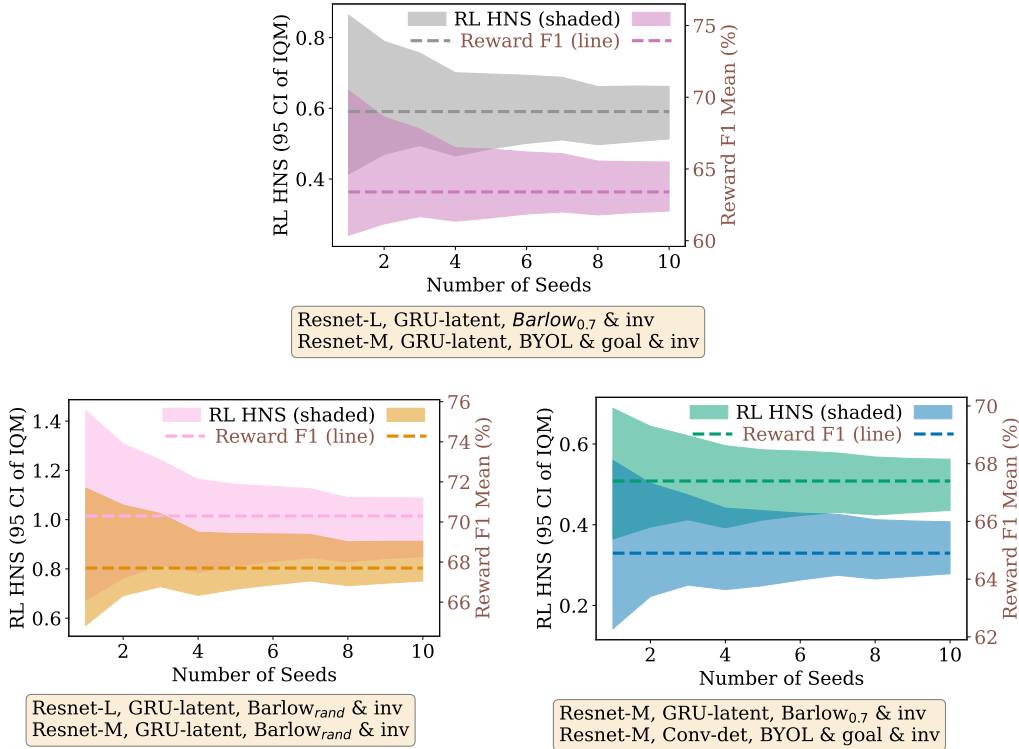 RL HNS (95 CI of IQM)
0.8
0.6
0.4
RL HNS (shaded)
Reward F1 (line)
75
70
65
60
Reward F1 Mean (%)
2 4 6 8 10
Number of Seeds
Resnet-L, GRU-latent, Barlow0.7 & inv
Resnet-M, GRU-latent, BYOL & goal & inv
RL HNS (95 CI of IQM)
1.4
1.2
1.0
0.8
0.6
RL HNS (shaded)
Reward F1 (line)
76
74
72
70
68
66
Reward F1 Mean (%)
2 4 6 8 10
Number of Seeds
Resnet-L, GRU-latent, Barlowrand & inv
Resnet-M, GRU-latent, Barlowrand & inv
RL HNS (95 CI of IQM)
0.6
0.4
0.2
RL HNS (shaded)
Reward F1 (line)
70
68
66
64
62
Reward F1 Mean (%)
2 4 6 8 10
Number of Seeds
Resnet-M, GRU-latent, Barlow0.7 & inv
Resnet-M, Conv-det, BYOL & goal & inv